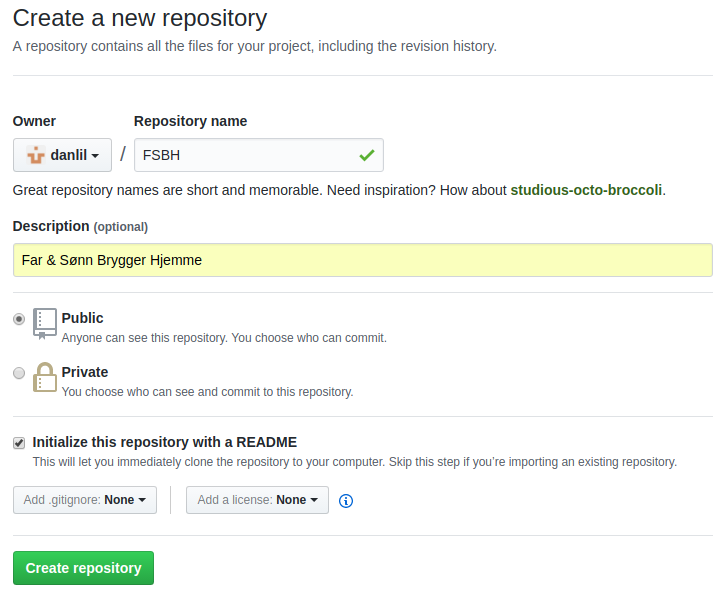 Create a new repository
A repository contains all the files for your project, including the revision history.
Owner Repository name
danlil / FSBH
Great repository names are short and memorable. Need inspiration? How about studious-octo-broccoli.
Description (optional)
Far & Sønn Brygger Hjemme
Public
Anyone can see this repository. You choose who can commit.
Private
You choose who can see and commit to this repository.
Initialize this repository with a README
This will let you immediately clone the repository to your computer. Skip this step if you’re importing an existing repository.
Add .gitignore: None Add a license: None
Create repository